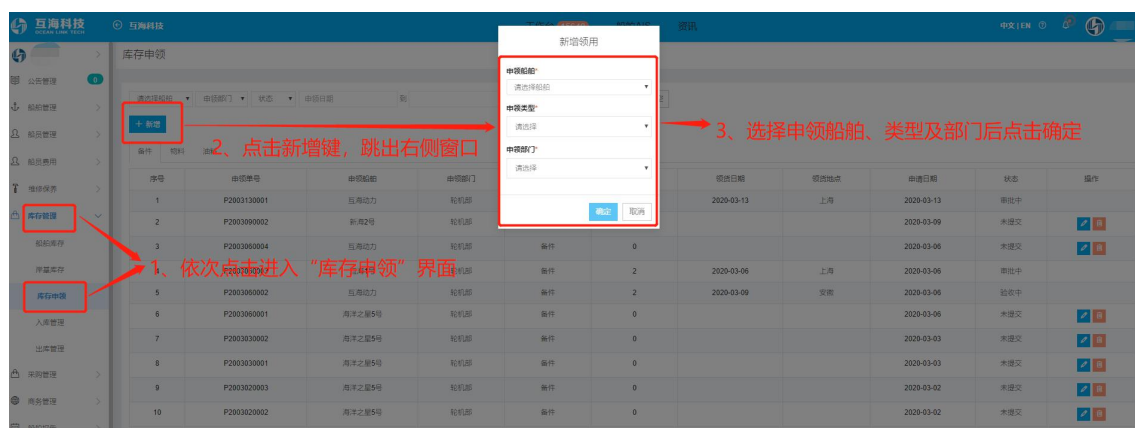 互海科技
OCEAN LINK TECH
互海科技
资讯
中文 | EN
库存申领
公告管理 0
船舶管理
船员管理
船员费用
维修保养
库存管理
船舶库存
岸基库存
库存申领
入库管理
出库管理
采购管理
商务管理
请选择船舶 申领部门 状态 申领日期 到
+ 新增
备件 物料
新增领用
申领船舶*
请选择船舶
申领类型*
请选择
申领部门*
请选择
确定 取消
1、依次点击进入“库存申领”界面
2、点击新增键，跳出右侧窗口
3、选择申领船舶、类型及部门后点击确定
序号 申领单号 申领船舶 申领部门 领货日期 领货地点 申请日期 状态 操作
1 P2003130001 互海动力 轮机部 2020-03-13 上海 2020-03-13 审批中
2 P2003090002 新海2号 轮机部 2020-03-09 未提交
3 P2003060004 互海动力 轮机部 备件 0 2020-03-06 未提交
轮机部 备件 2 2020-03-06 上海 2020-03-06 审批中
5 P2003060002 互海动力 轮机部 备件 2 2020-03-09 2020-03-06 验收中
6 P2003060001 海洋之星5号 轮机部 备件 0 2020-03-06 未提交
7 P2003030002 海洋之星5号 轮机部 备件 0 2020-03-03 未提交
8 P2003030001 海洋之星5号 轮机部 备件 0 2020-03-03 未提交
9 P2003020003 海洋之星5号 轮机部 备件 0 2020-03-02 未提交
10 P2003020002 海洋之星5号 轮机部 备件 0 2020-03-02 未提交